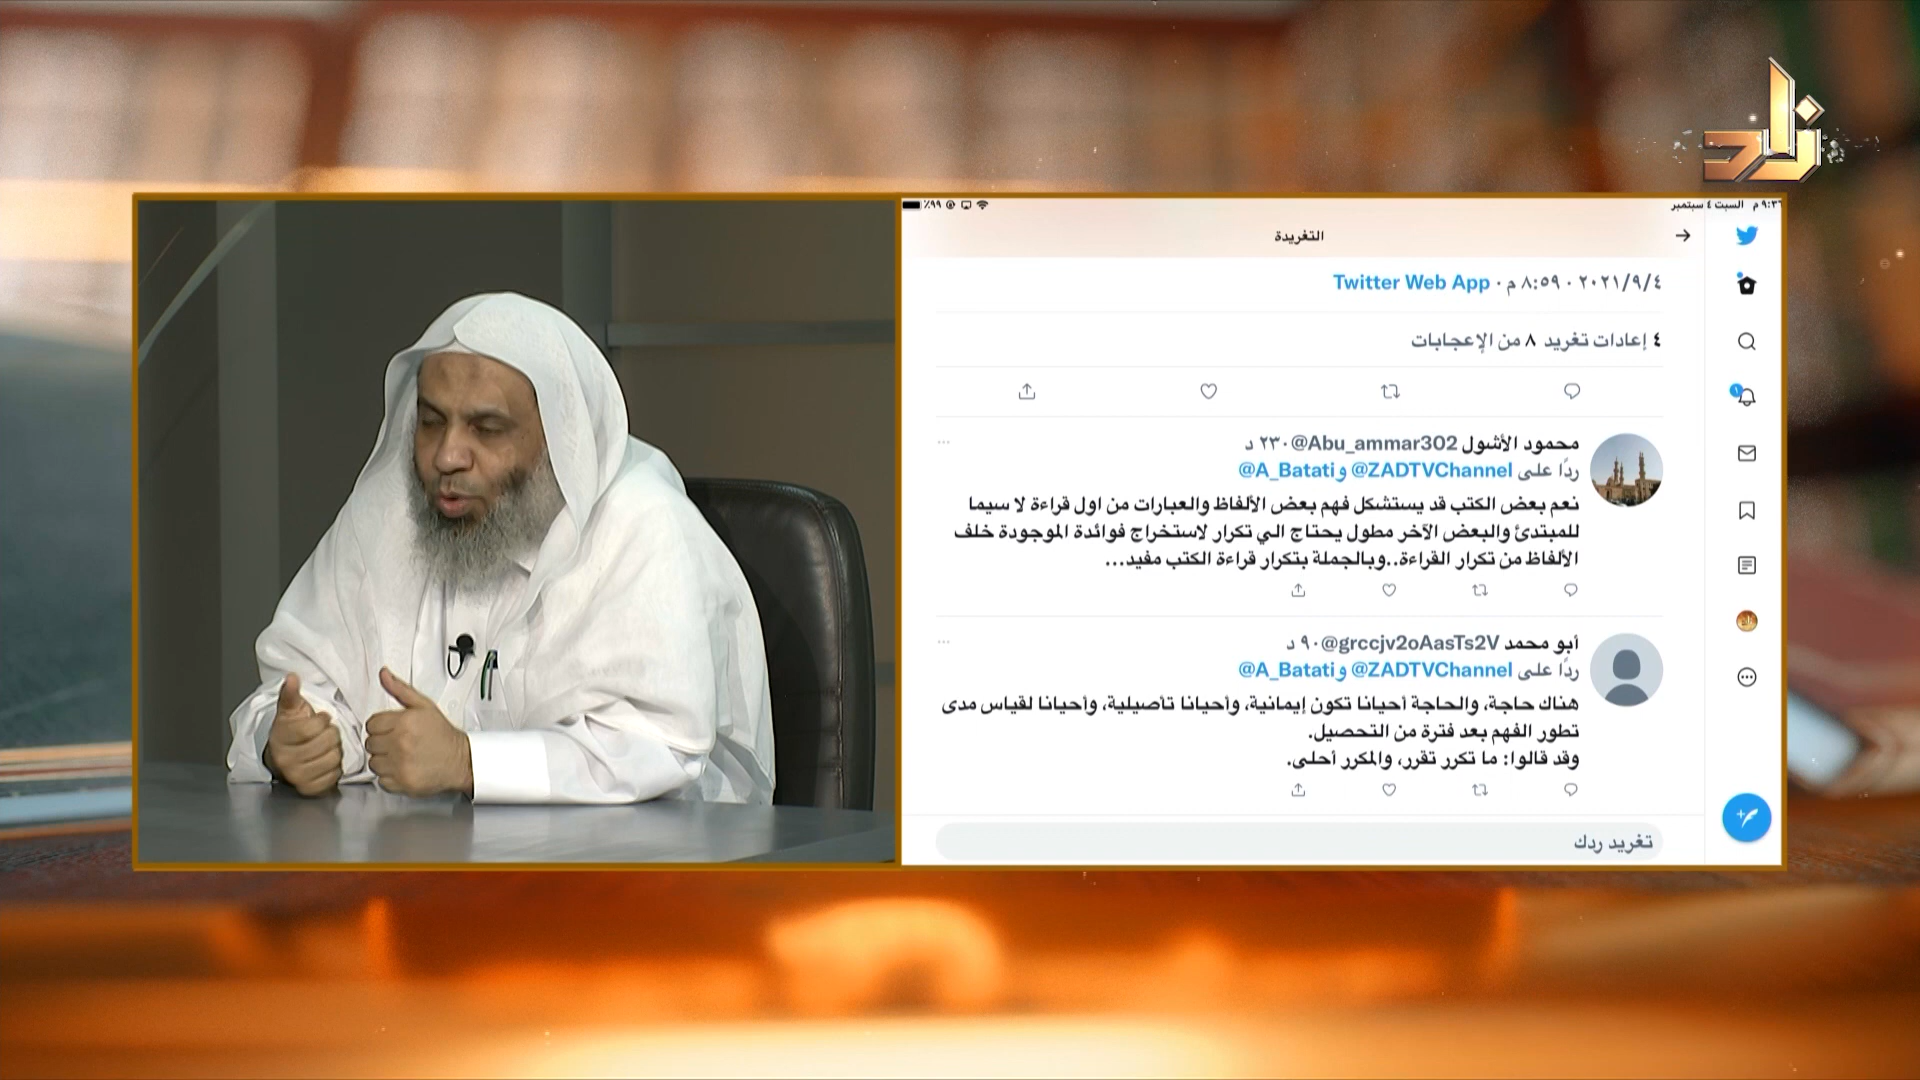 زاد
٩:٣٦ م السبت ٤ سبتمبر
٪٩٩
التغريدة
٢٠٢١/٩/٤ · ٨:٥٩ م · Twitter Web App
٤ إعادات تغريد ٨ من الإعجابات
محمود الأشول @Abu_ammar302 · ٢٣ د
ردًا على @ZADTVChannel و @A_Batati
نعم بعض الكتب قد يستشكل فهم بعض الألفاظ والعبارات من اول قراءة لا سيما
للمبتدئ والبعض الآخر مطول يحتاج الي تكرار لاستخراج فوائدة الموجودة خلف
الألفاظ من تكرار القراءة..وبالجملة بتكرار قراءة الكتب مفيد...
أبو محمد @grccjv2oAasTs2V · ٩ د
ردًا على @ZADTVChannel و @A_Batati
هناك حاجة، والحاجة أحيانا تكون إيمانية، وأحيانا تأصيلية، وأحيانا لقياس مدى
تطور الفهم بعد فترة من التحصيل.
وقد قالوا: ما تكرر تقرر، والمكرر أحلى.
تغريد ردك